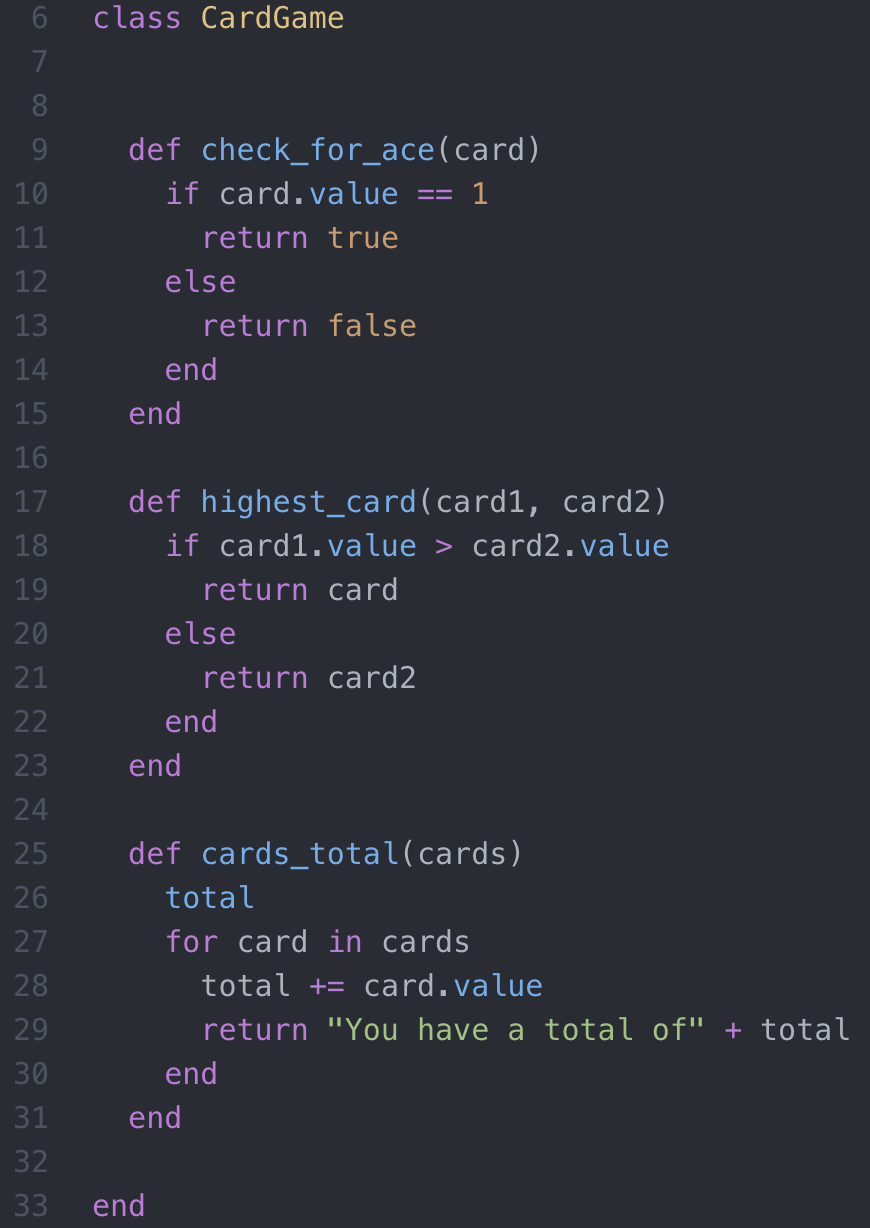 6 class CardGame
7
8
9 def check_for_ace(card)
10 if card.value == 1
11 return true
12 else
13 return false
14 end
15 end
16
17 def highest_card(card1, card2)
18 if card1.value > card2.value
19 return card
20 else
21 return card2
22 end
23 end
24
25 def cards_total(cards)
26 total
27 for card in cards
28 total += card.value
29 return "You have a total of" + total
30 end
31 end
32
33 end